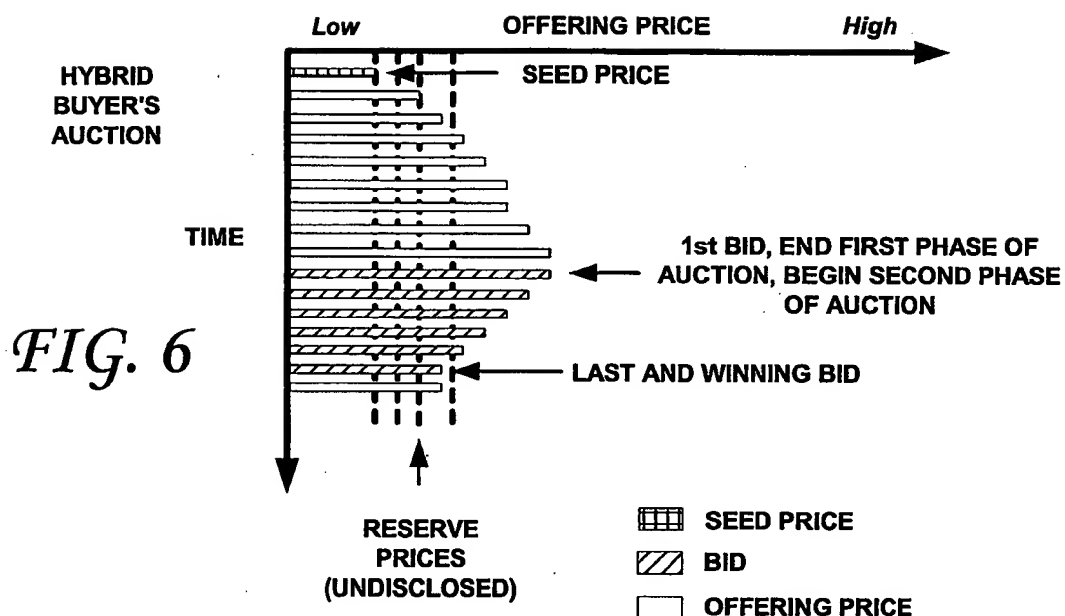 Low OFFERING PRICE High
HYBRID
BUYER'S
AUCTION
SEED PRICE
TIME
1st BID, END FIRST PHASE OF
AUCTION, BEGIN SECOND PHASE
OF AUCTION
FIG. 6
LAST AND WINNING BID
RESERVE
PRICES
(UNDISCLOSED)
SEED PRICE
BID
OFFERING PRICE